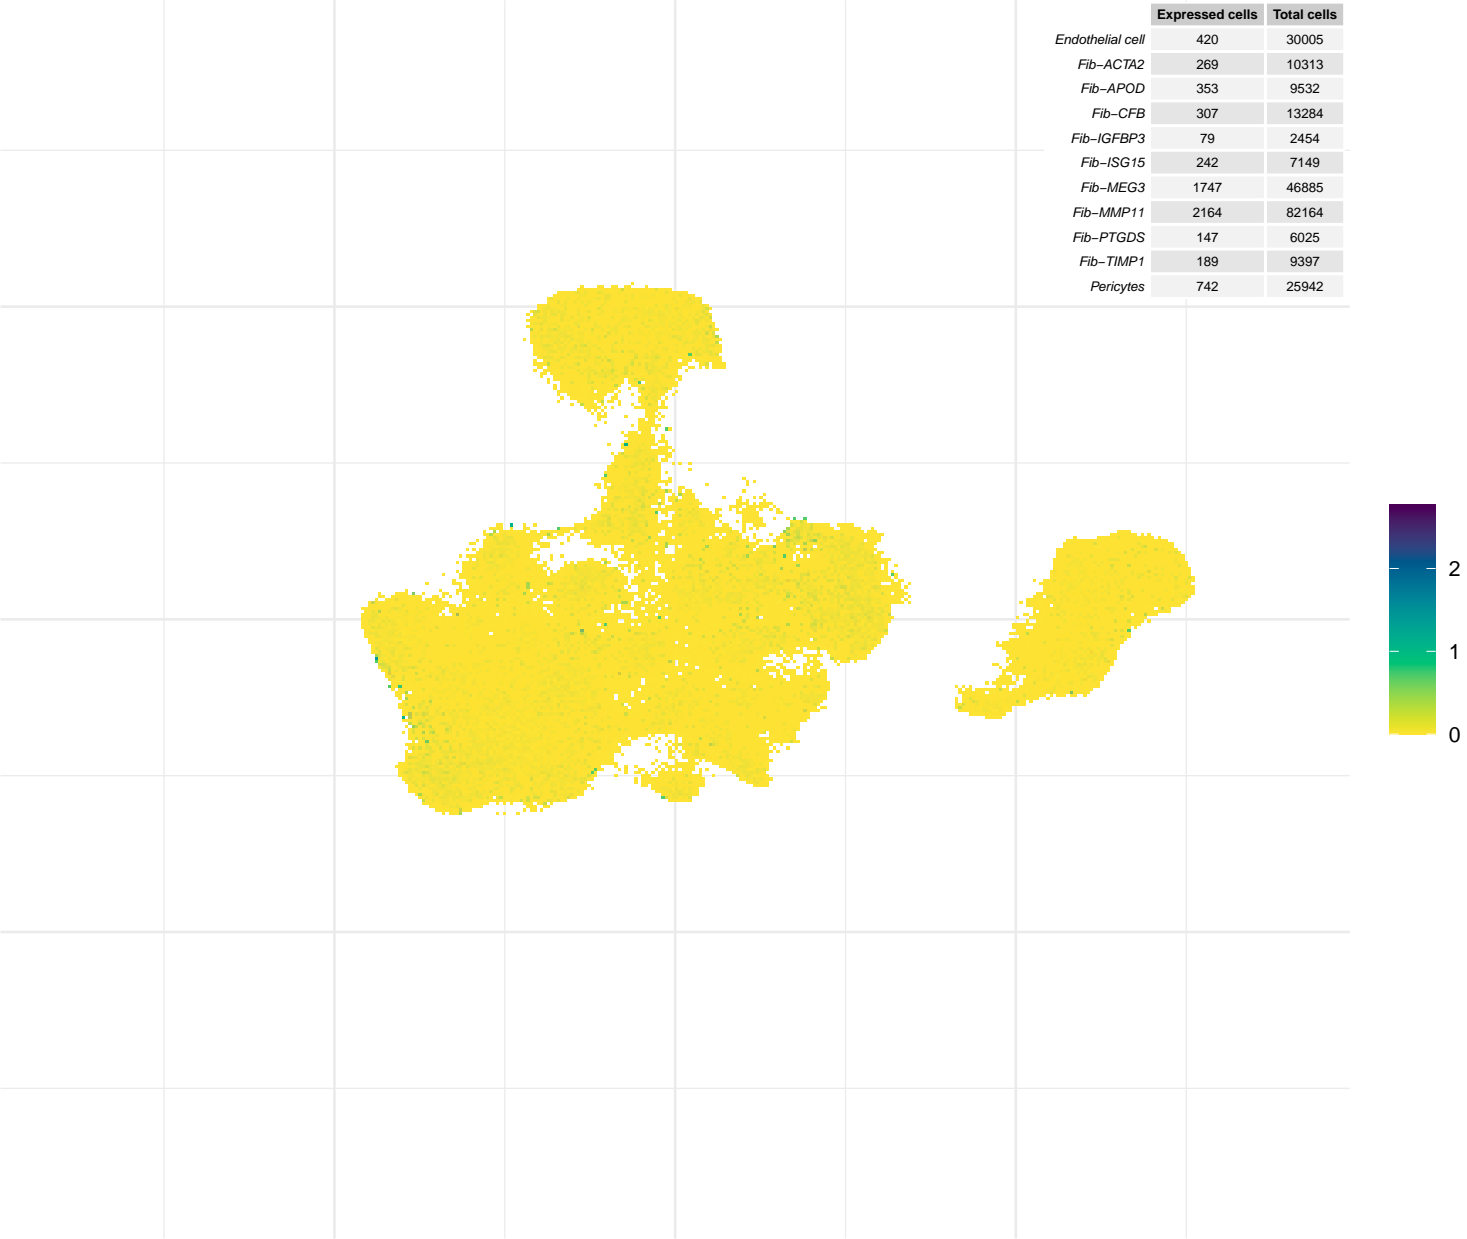 Expressed cells Total cells
Endothelial cell 420 30005
Fib−ACTA2 269 10313
Fib−APOD 353 9532
Fib−CFB 307 13284
Fib−IGFBP3 79 2454
Fib−ISG15 242 7149
Fib−MEG3 1747 46885
Fib−MMP11 2164 82164
Fib−PTGDS 147 6025
Fib−TIMP1 189 9397
Pericytes 742 25942
2
1
0